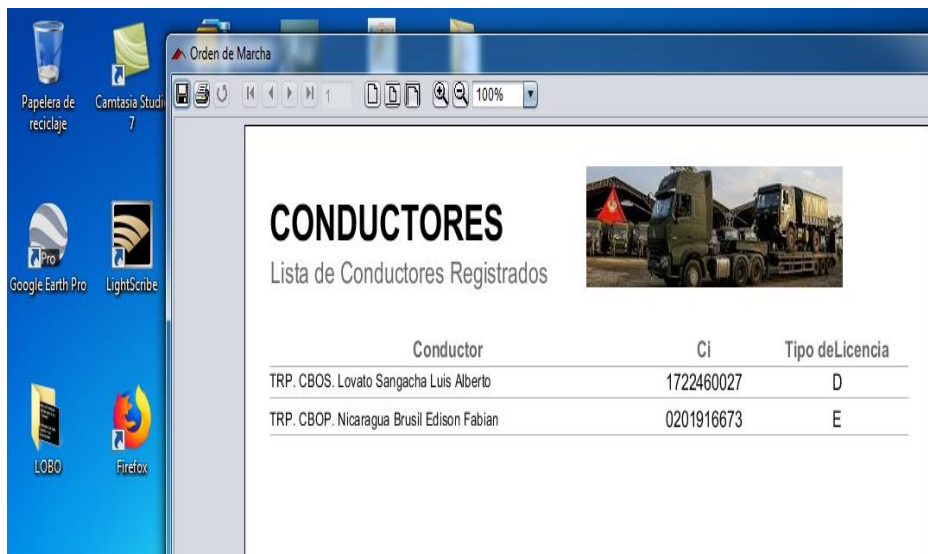 Orden de Marcha
Papelera de
reciclaje
Camtasia Studi
7
1
100%
CONDUCTORES
Lista de Conductores Registrados
Pro
Google Earth Pro
LightScribe
Conductor Ci Tipo deLicencia
TRP. CBOS. Lovato Sangacha Luis Alberto 1722460027 D
TRP. CBOP. Nicaragua Brusil Edison Fabian 0201916673 E
LOBO
Firefox